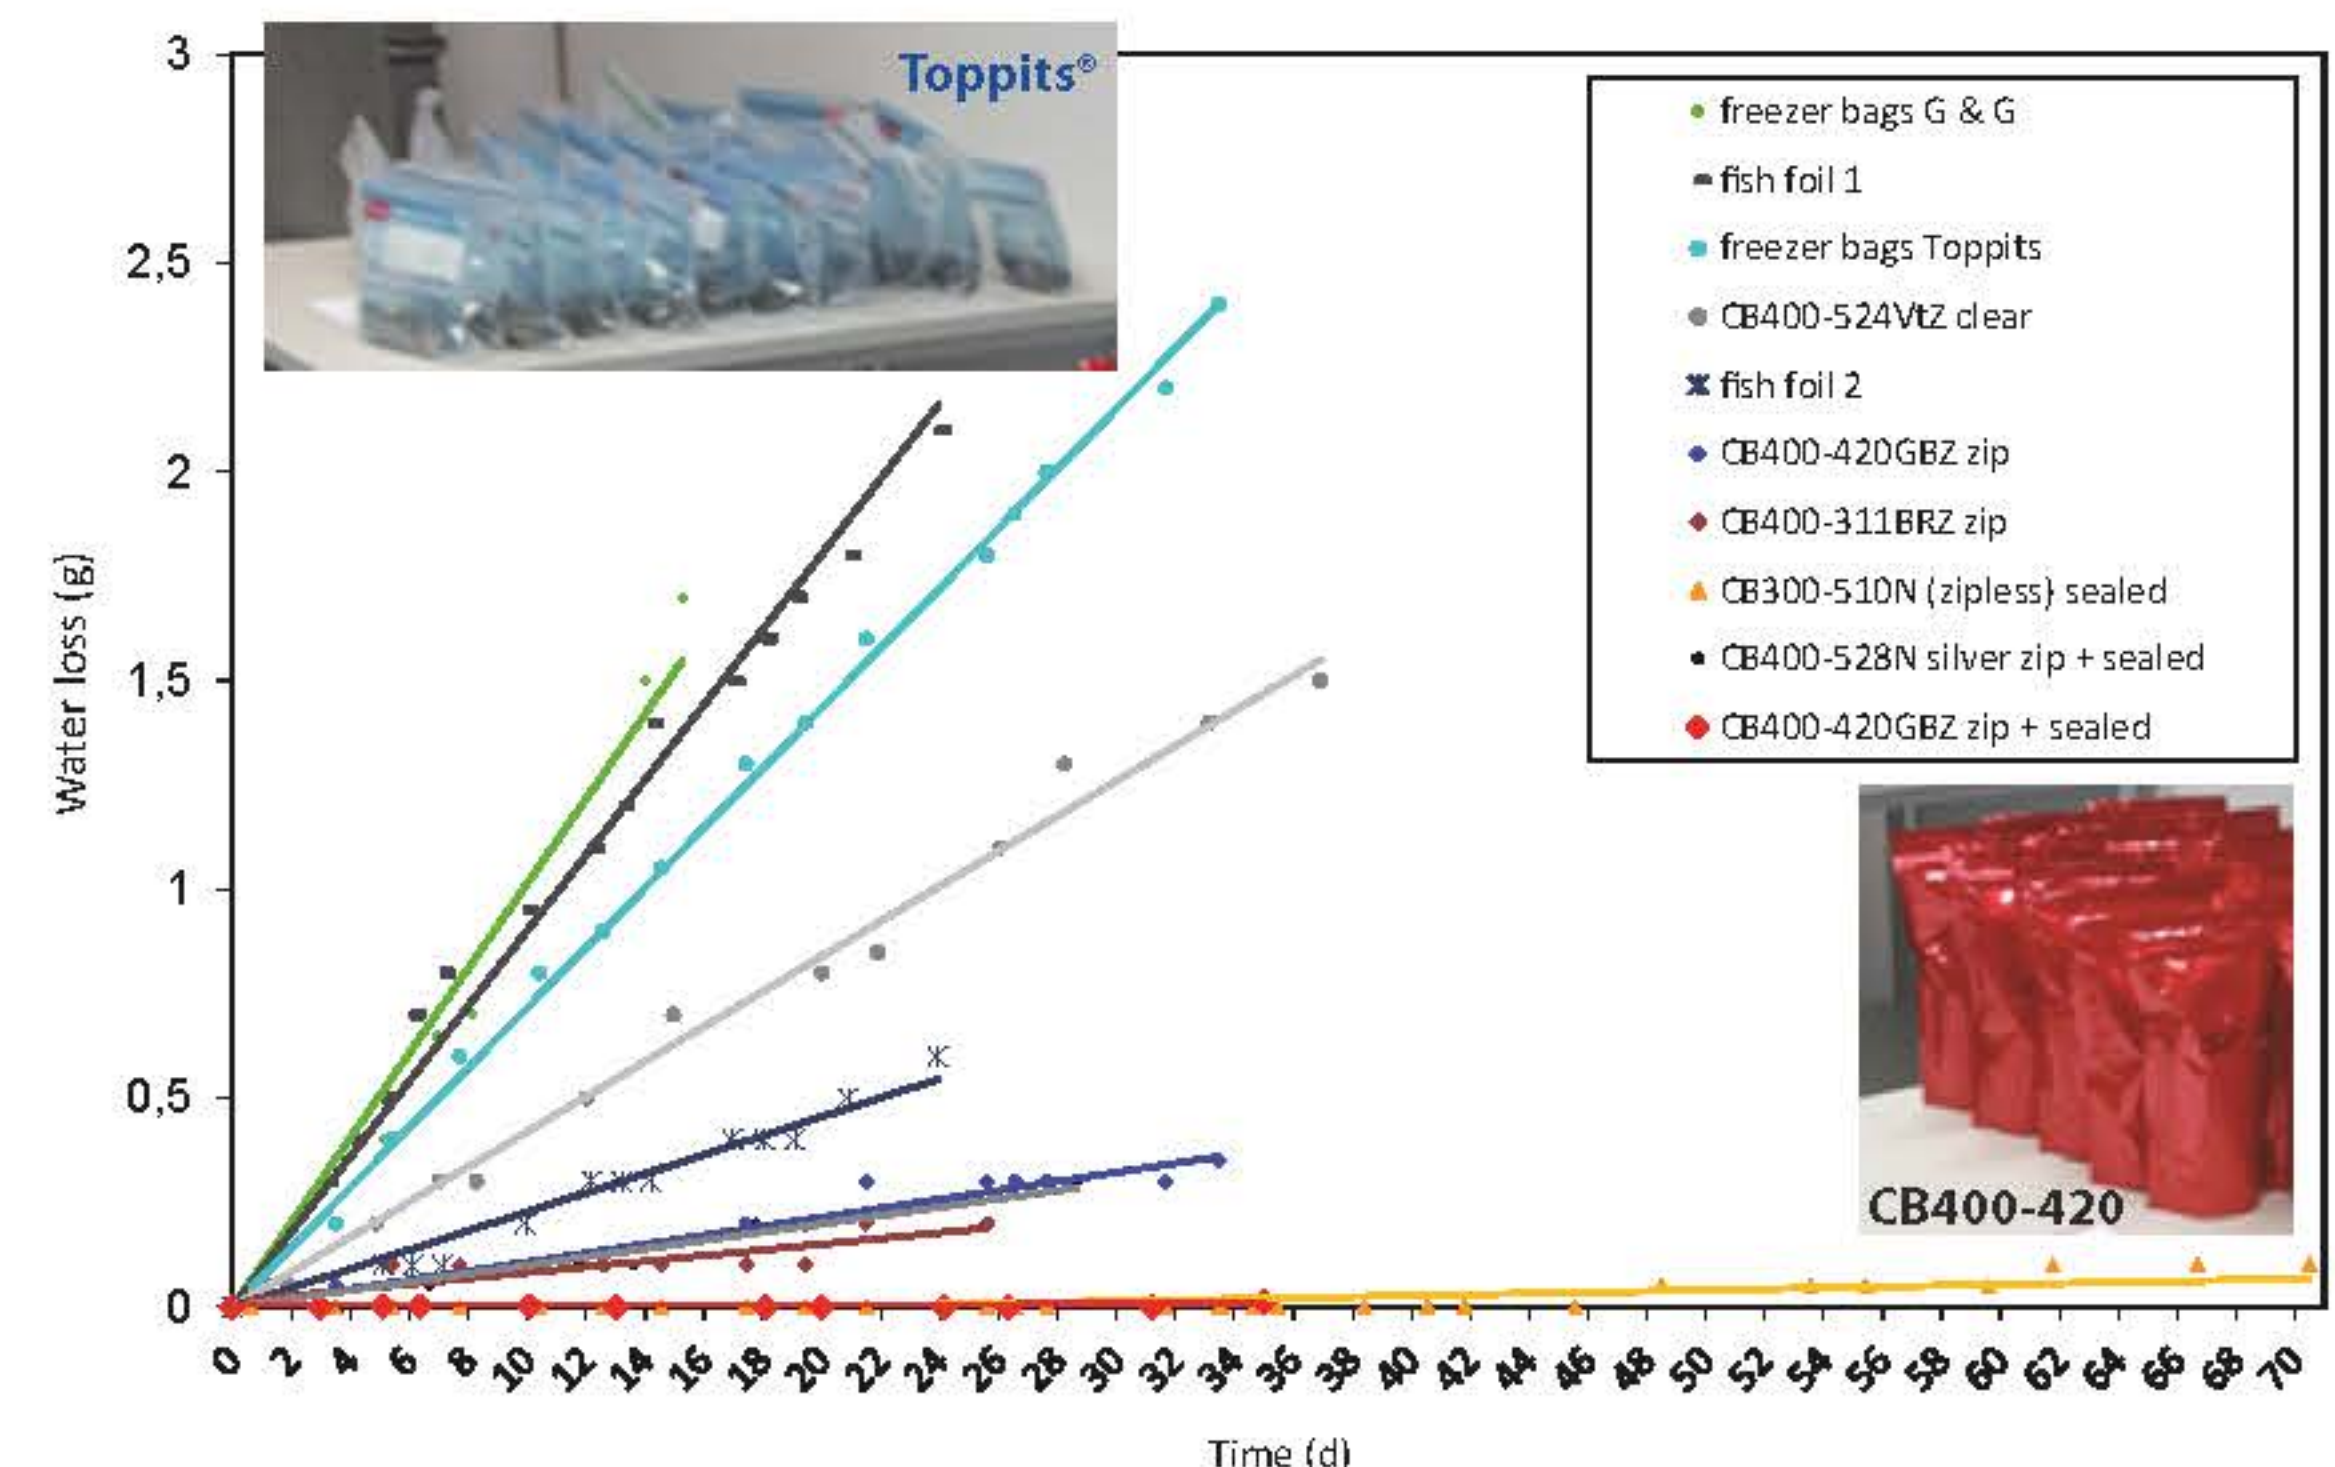 Toppits®
3
2,5
2
1,5
1
0,5
0
Water loss (g)
freezer bags G & G
fish foil 1
freezer bags Toppits
CB400-524VtZ clear
fish foil 2
CB400-420GBZ zip
CB400-311BRZ zip
CB300-510N (zipless) sealed
CB400-528N silver zip + sealed
CB400-420GBZ zip + sealed
CB400-420
0 2 4 6 8 10 12 14 16 18 20 22 24 26 28 30 32 34 36 38 40 42 44 46 48 50 52 54 56 58 60 62 64 66 68 70
Time (d)